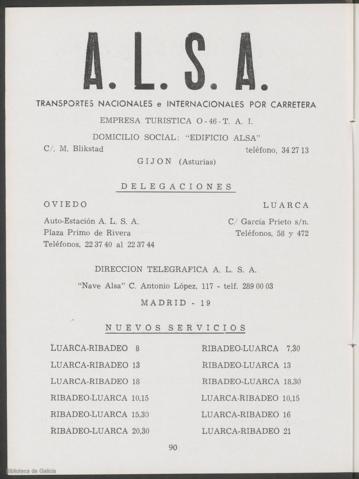 A. L. S. A.
TRANSPORTES NACIONALES e INTERNACIONALES POR CARRETERA
EMPRESA TURISTICA O - 46 - T. A. I.
DOMICILIO SOCIAL: "EDIFICIO ALSA"
C/. M. Blikstad teléfono, 34 27 13
GIJON (Asturias)
DELEGACIONES
OVIEDO LUARCA
Auto-Estación A. L. S. A. C/ García Prieto s/n.
Plaza Primo de Rivera Teléfonos, 58 y 472
Teléfonos, 22 37 40 al 22 37 44
DIRECCION TELEGRAFICA A. L. S. A.
"Nave Alsa" C. Antonio López, 117 - telf. 289 00 03
MADRID - 19
NUEVOS SERVICIOS
LUARCA-RIBADEO 8 RIBADEO-LUARCA 7,30
LUARCA-RIBADEO 13 RIBADEO-LUARCA 13
LUARCA-RIBADEO 18 RIBADEO-LUARCA 18,30
RIBADEO-LUARCA 10,15 LUARCA-RIBADEO 10,15
RIBADEO-LUARCA 15,30 LUARCA-RIBADEO 16
RIBADEO-LUARCA 20,30 LUARCA-RIBADEO 21
90
Biblioteca de Galicia